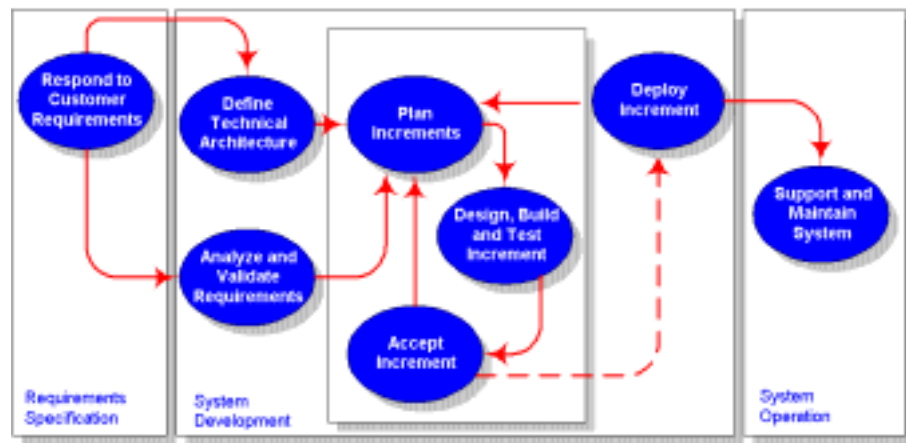 Respond to
Customer
Requirements
Define
Technical
Architecture
Plan
Increments
Deploy
Increment
Support and
Maintain
System
Design, Build
and Test
Increment
Analyze and
Validate
Requirements
Accept
Increment
Requirements
Specification
System
Development
System
Operation